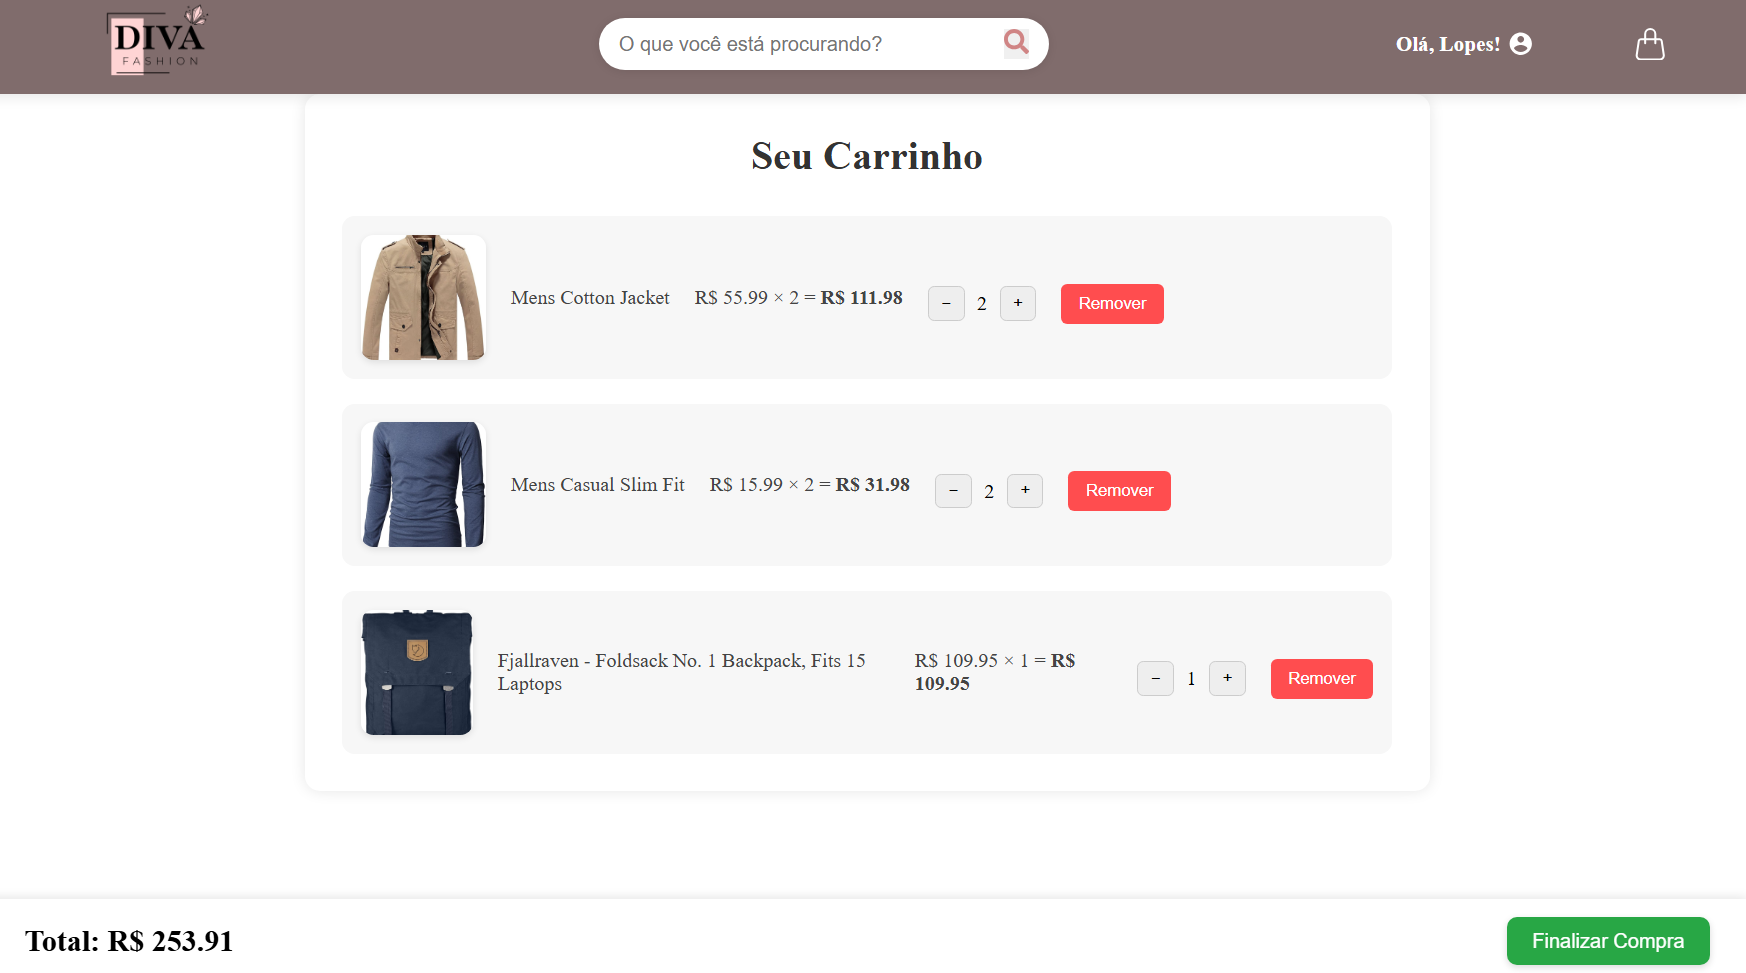 DIVA
FASHION
O que você está procurando?
Olá, Lopes!
Seu Carrinho
Mens Cotton Jacket R$ 55.99 × 2 = R$ 111.98 − 2 + Remover
Mens Casual Slim Fit R$ 15.99 × 2 = R$ 31.98 − 2 + Remover
Fjallraven - Foldsack No. 1 Backpack, Fits 15
Laptops
R$ 109.95 × 1 = R$
109.95
− 1 + Remover
Total: R$ 253.91
Finalizar Compra